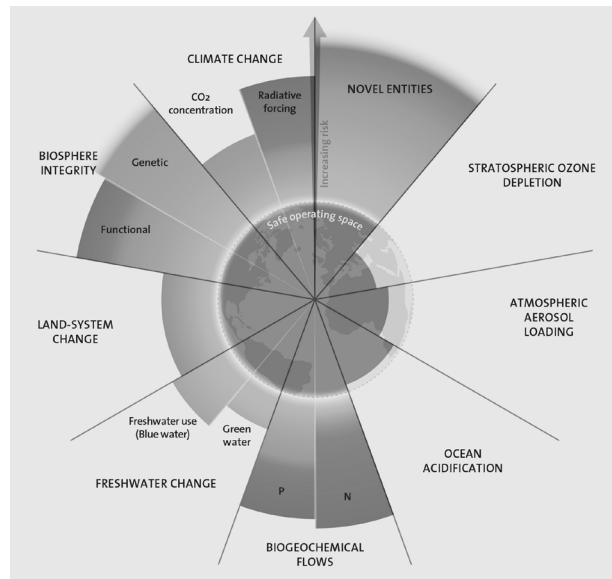 CLIMATE CHANGE
CO2
concentration
Radiative
forcing
NOVEL ENTITIES
Increasing risk
STRATOSPHERIC OZONE
DEPLETION
BIOSPHERE
INTEGRITY
Genetic
Functional
Safe operating space
ATMOSPHERIC
AEROSOL
LOADING
LAND-SYSTEM
CHANGE
Freshwater use
(Blue water)
Green
water
FRESHWATER CHANGE
P
N
OCEAN
ACIDIFICATION
BIOGEOCHEMICAL
FLOWS